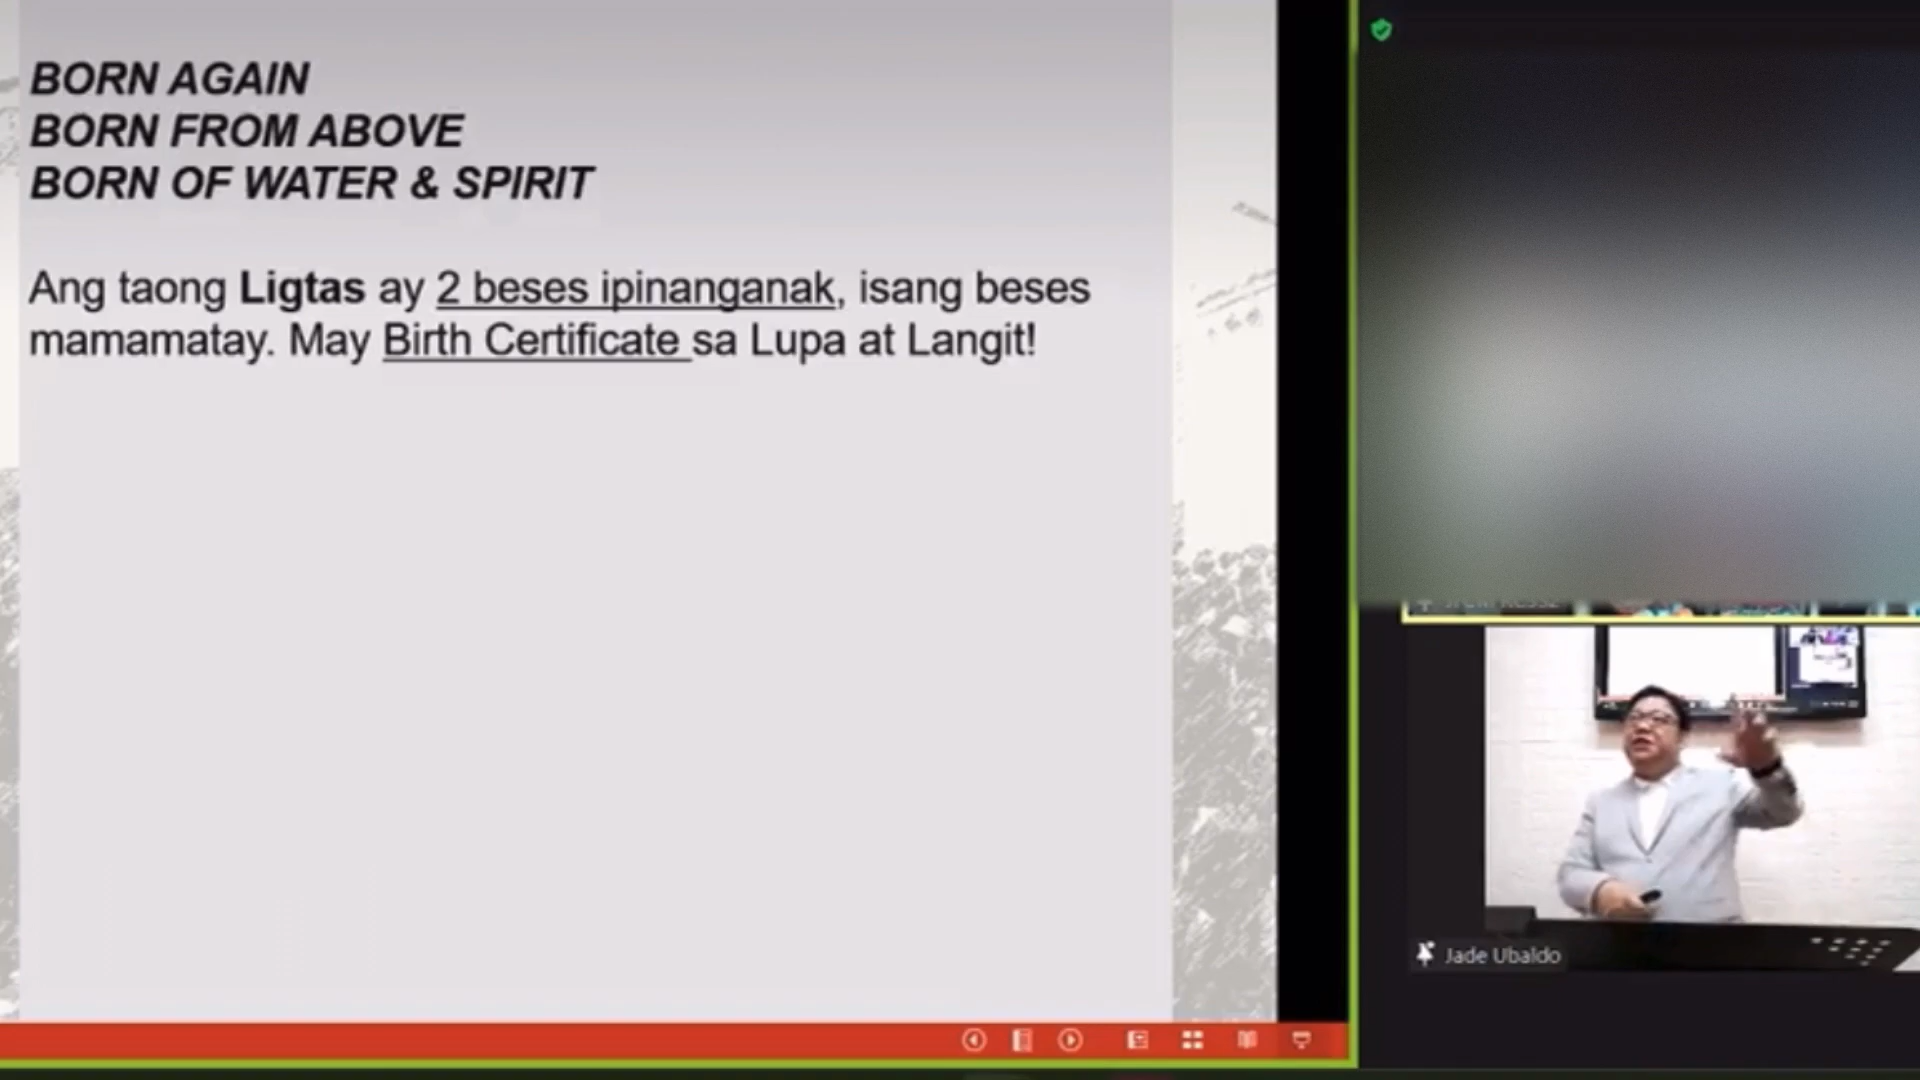 BORN AGAIN
BORN FROM ABOVE
BORN OF WATER & SPIRIT
Ang taong Ligtas ay 2 beses ipinanganak, isang beses
mamamatay. May Birth Certificate sa Lupa at Langit!
Jade Ubaldo